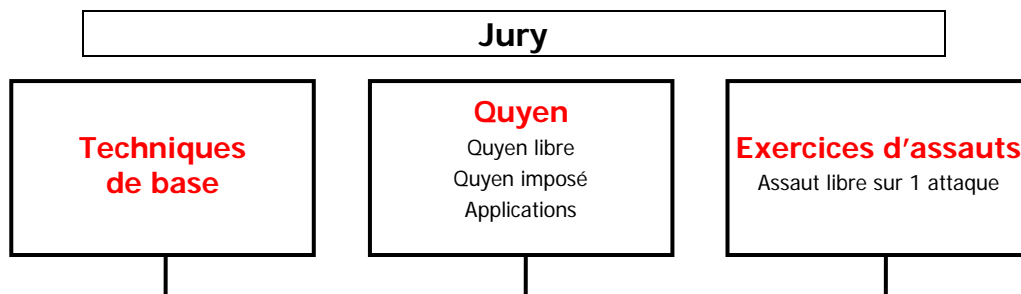 Jury
Techniques
de base
Quyen
Quyen libre
Quyen imposé
Applications
Exercices d'assauts
Assaut libre sur 1 attaque